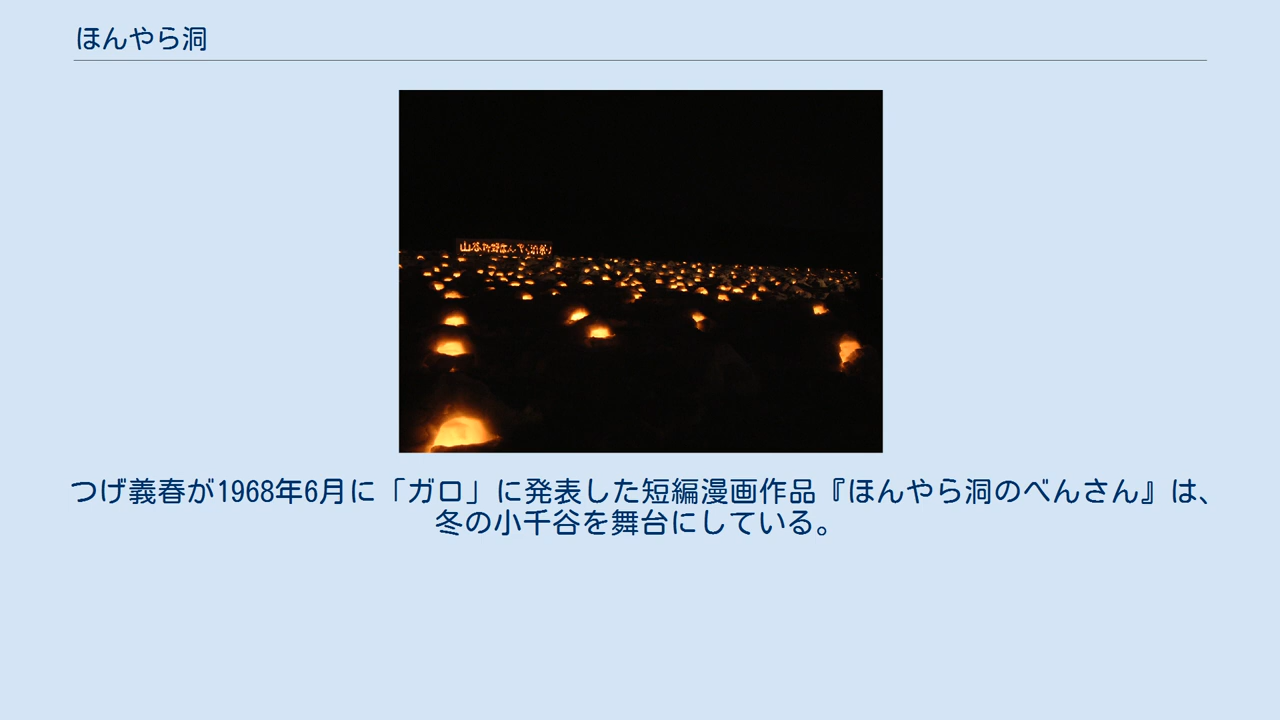 ほんやら洞
つげ義春が1968年6月に「ガロ」に発表した短編漫画作品『ほんやら洞のべんさん』は、
冬の小千谷を舞台にしている。